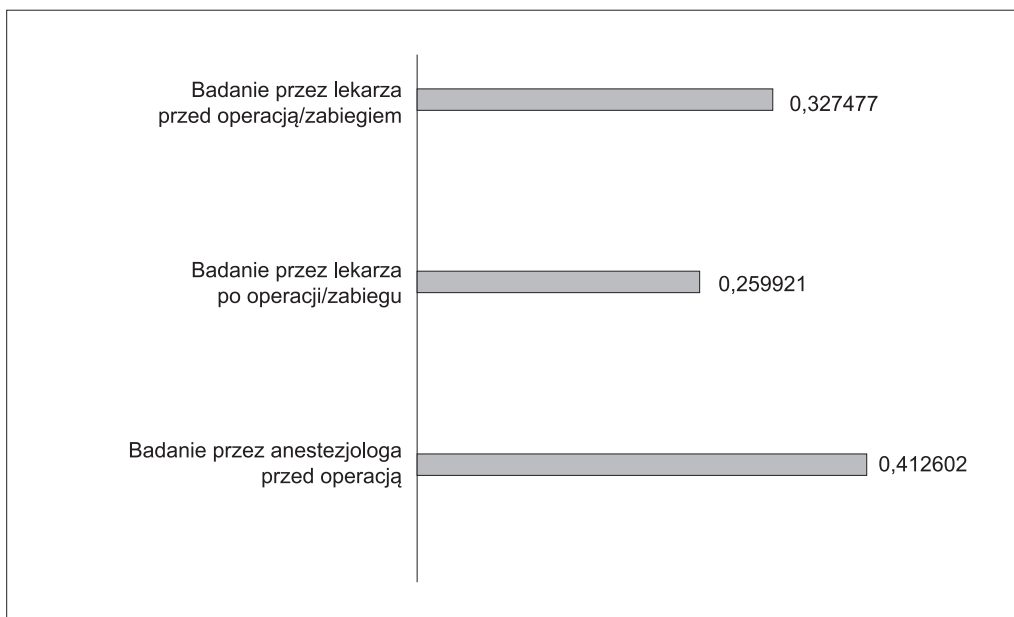 Badanie przez lekarza
przed operacją/zabiegiem
0,327477
Badanie przez lekarza
po operacji/zabiegu
0,259921
Badanie przez anestezjologa
przed operacją
0,412602